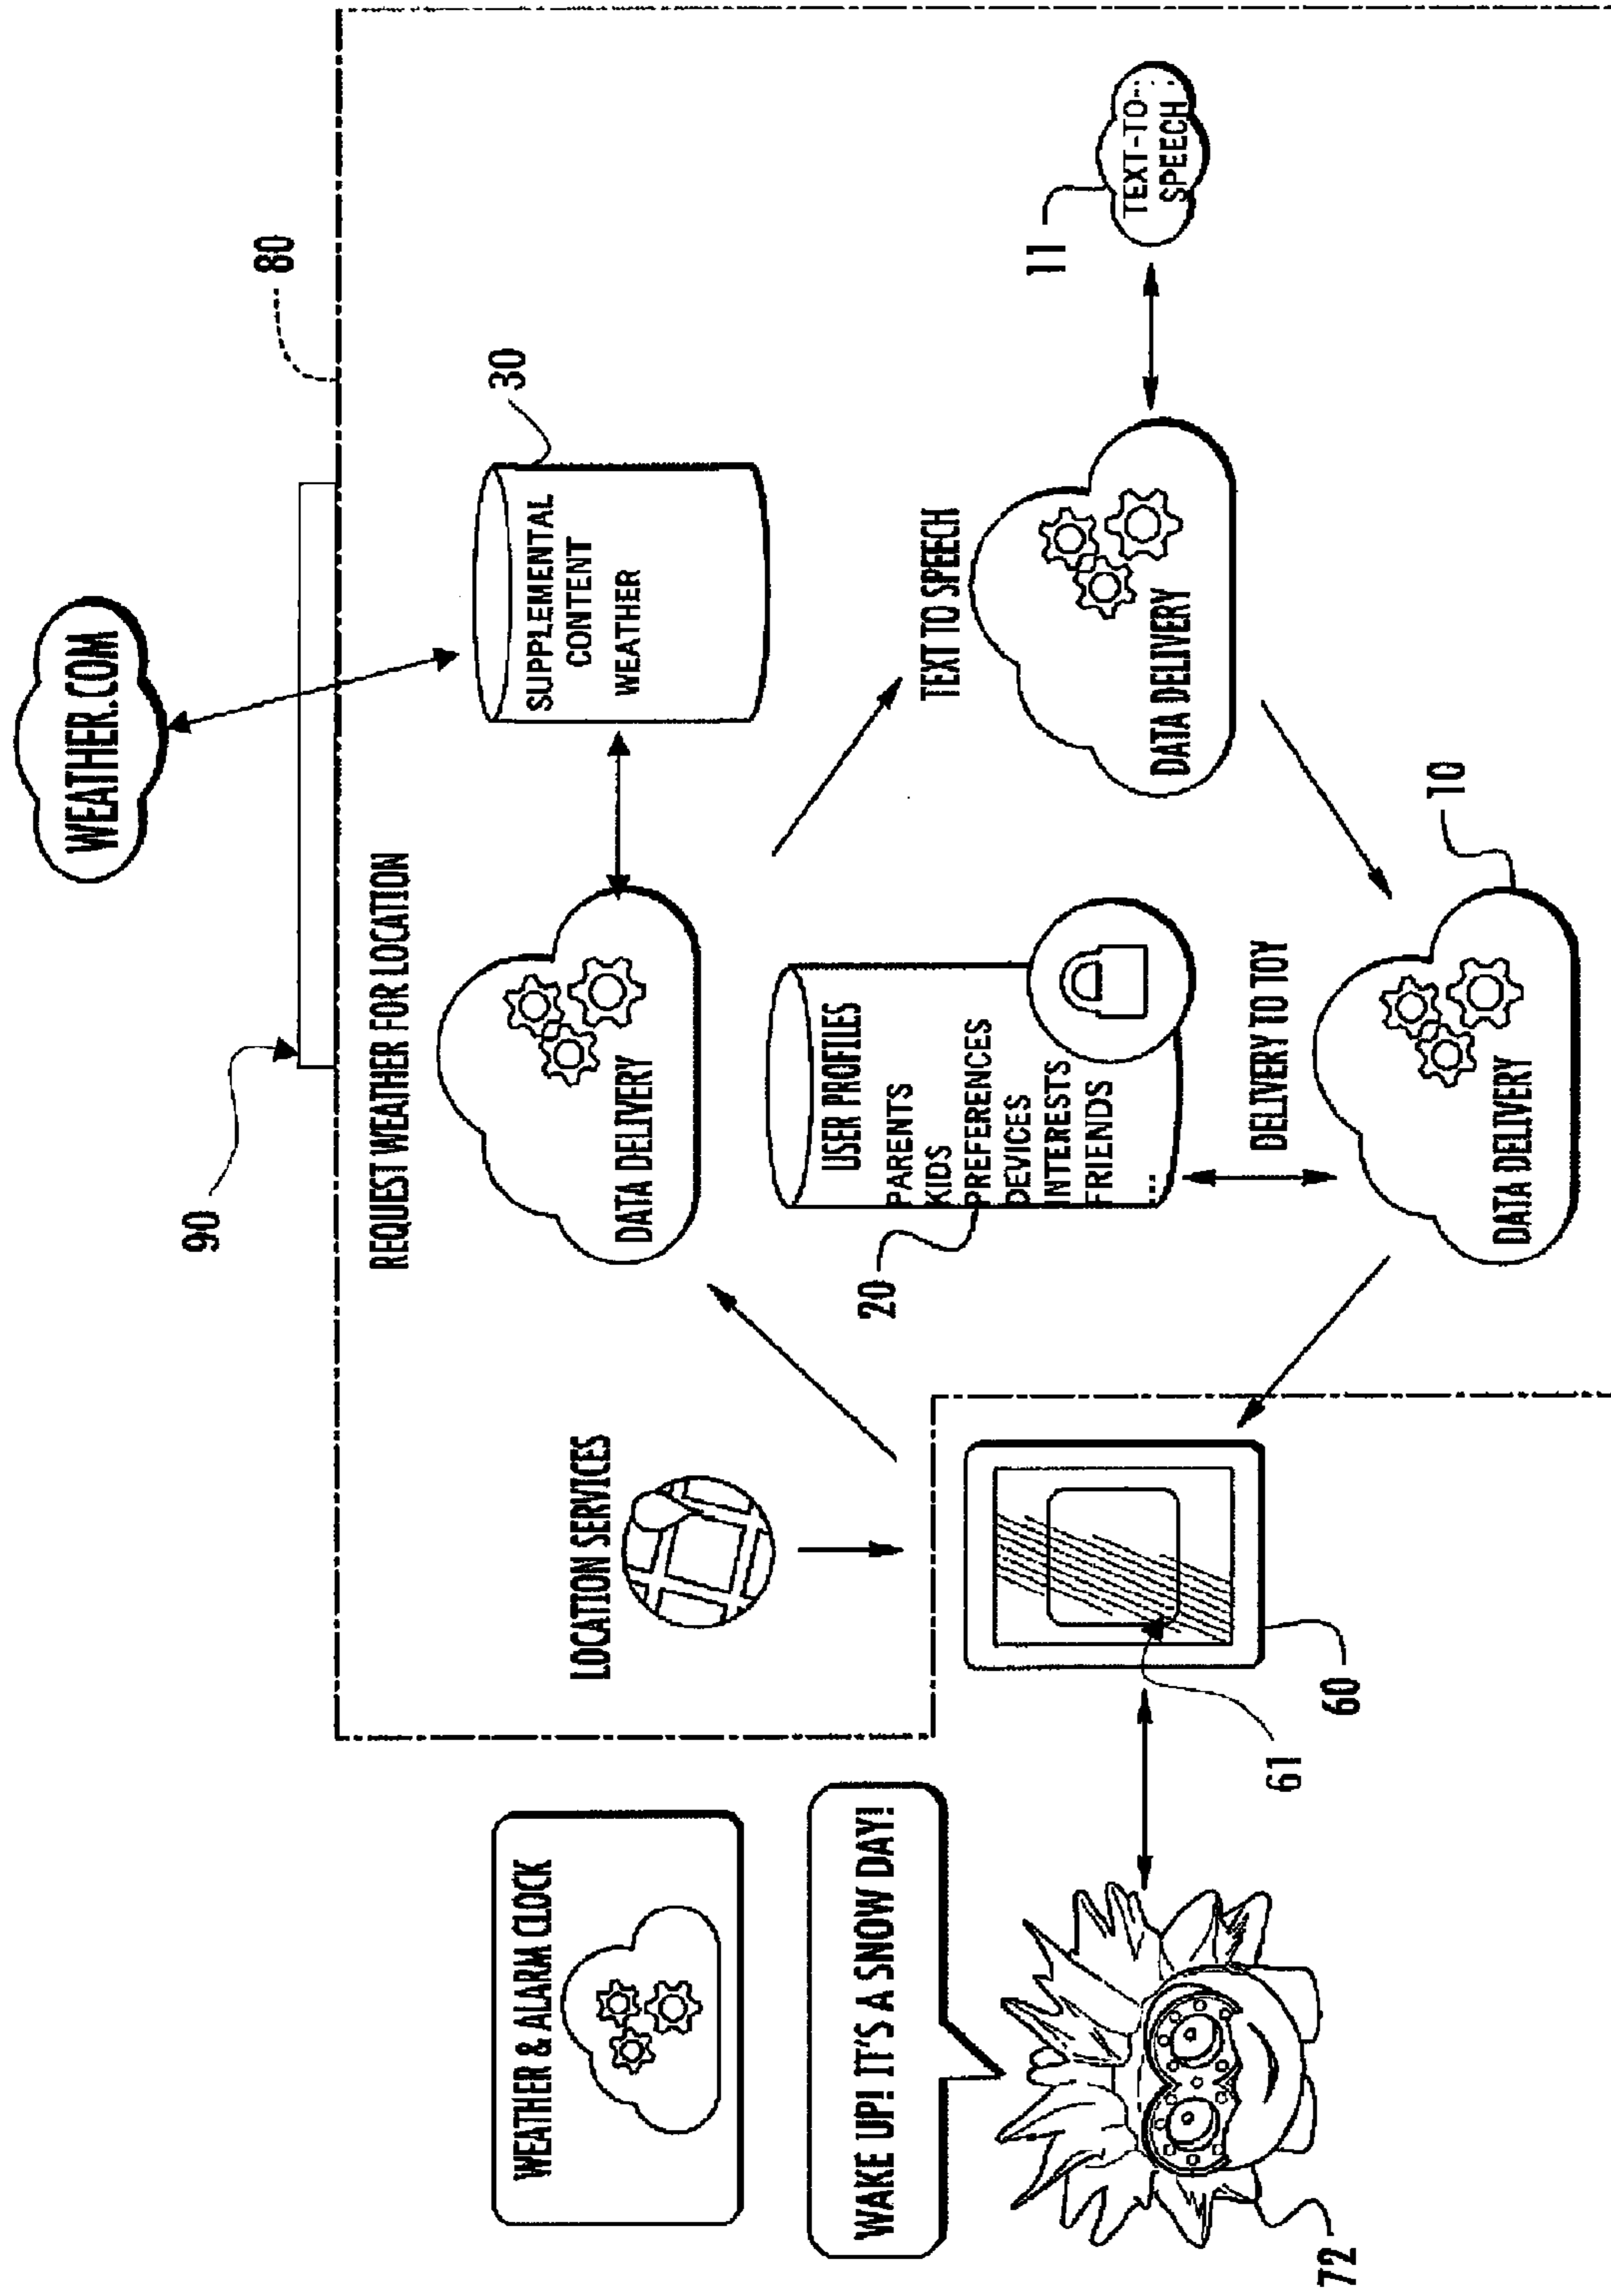 WEATHER & ALARM CLOCK
WAKE UP! IT'S A SNOW DAY!
72
LOCATION SERVICES
61
60
90
REQUEST WEATHER FOR LOCATION
DATA DELIVERY
WEATHER.COM
80
30
SUPPLEMENTAL
CONTENT
WEATHER
20
USER PROFILES
PARENTS
KIDS
PREFERENCES
DEVICES
INTERESTS
FRIENDS
TEXT TO SPEECH
DATA DELIVERY
11
TEXT-TO-
SPEECH
DELIVERY TO TOY
DATA DELIVERY
10